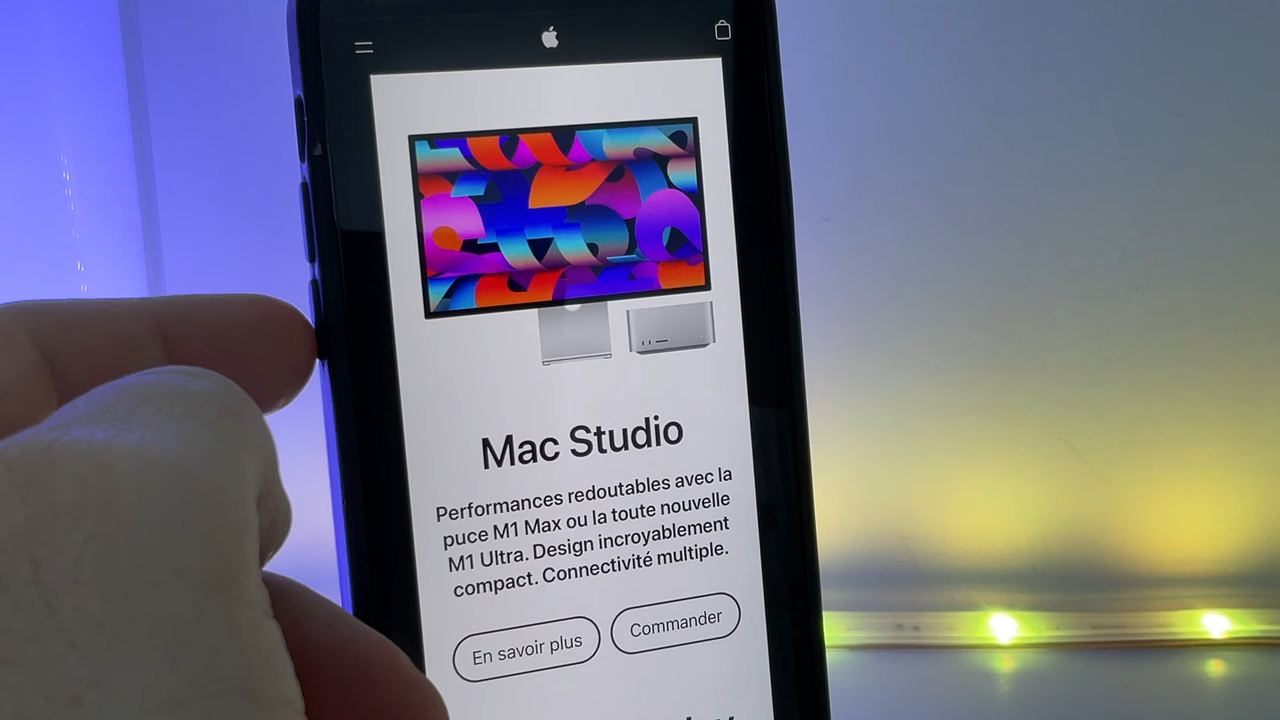 Mac Studio
Performances redoutables avec la
puce M1 Max ou la toute nouvelle
M1 Ultra. Design incroyablement
compact. Connectivité multiple.
En savoir plus
Commander